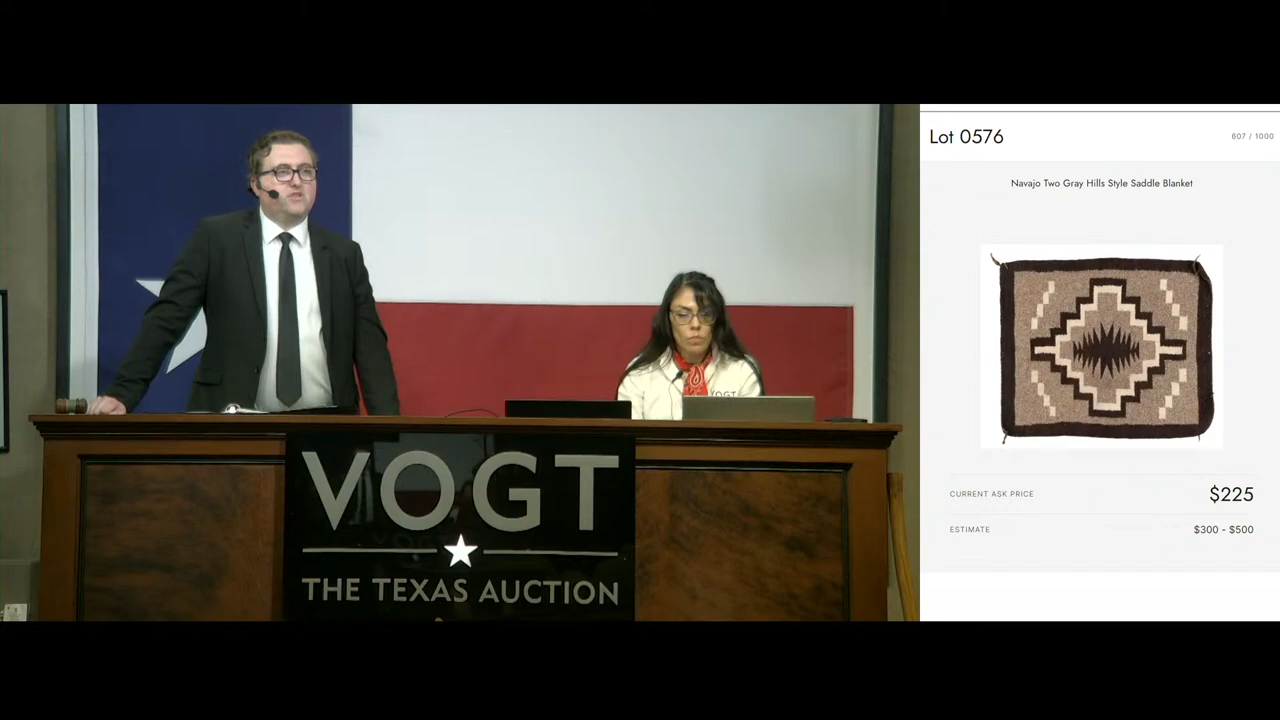 Lot 0576
607 / 1000
Navajo Two Gray Hills Style Saddle Blanket
CURRENT ASK PRICE
$225
ESTIMATE
$300 - $500
VOGT
VOGT
THE TEXAS AUCTION